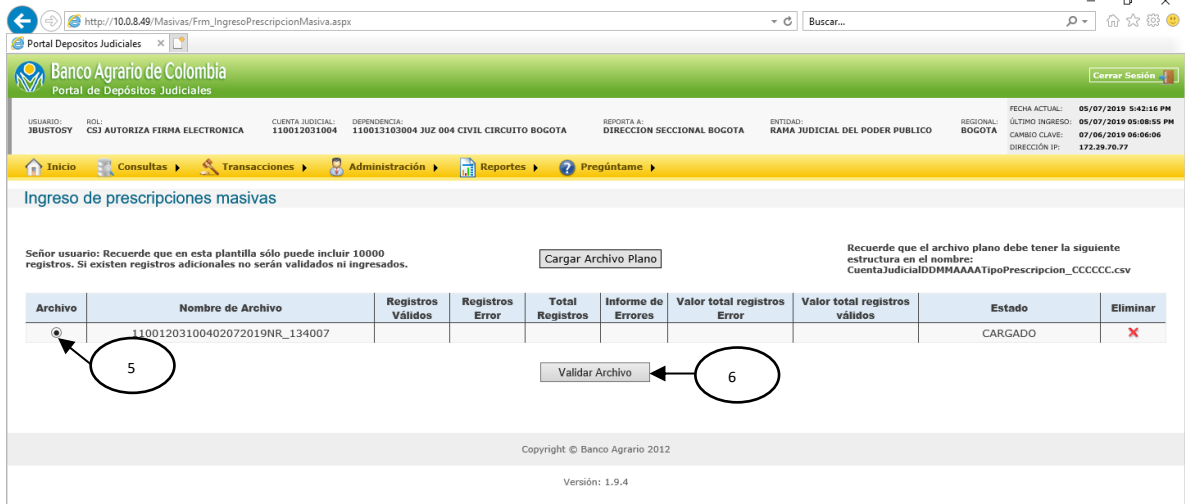 http://10.0.8.49/Masivas/Frm_IngresoPrescripcionMasiva.aspx
Buscar...
Portal Depositos Judiciales
Banco Agrario de Colombia
Portal de Depósitos Judiciales
Cerrar Sesión
USUARIO: ROL: CUENTA JUDICIAL: DEPENDENCIA: REPORTA A: ENTIDAD: REGIONAL:
JBUSTOSY CSJ AUTORIZA FIRMA ELECTRONICA 110012031004 110013103004 JUZ 004 CIVIL CIRCUITO BOGOTA DIRECCION SECCIONAL BOGOTA RAMA JUDICIAL DEL PODER PUBLICO BOGOTA
FECHA ACTUAL: 05/07/2019 5:42:16 PM
ÚLTIMO INGRESO: 05/07/2019 05:08:55 PM
CAMBIO CLAVE: 07/06/2019 06:06:06
DIRECCIÓN IP: 172.29.70.77
Inicio Consultas Transacciones Administración Reportes Pregúntame
Ingreso de prescripciones masivas
Señor usuario: Recuerde que en esta plantilla sólo puede incluir 10000
registros. Si existen registros adicionales no serán validados ni ingresados.
Cargar Archivo Plano
Recuerde que el archivo plano debe tener la siguiente
estructura en el nombre:
CuentaJudicialDDMMAAAATipoPrescripcion_CCCCCC.csv
Archivo Nombre de Archivo Registros Válidos Registros Error Total Registros Informe de Errores Valor total registros Error Valor total registros válidos Estado Eliminar
11001203100402072019NR_134007 CARGADO
5
Validar Archivo
6
Copyright © Banco Agrario 2012
Versión: 1.9.4